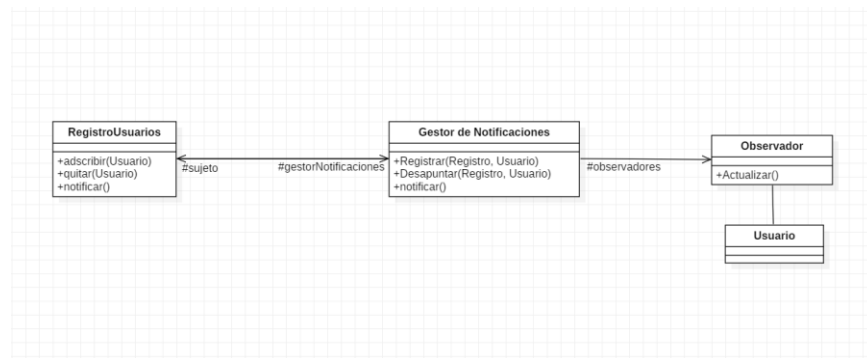 RegistroUsuarios
+adscribir(Usuario)
+quitar(Usuario)
+notificar()
#sujeto
#gestorNotificaciones
Gestor de Notificaciones
+Registrar(Registro, Usuario)
+Desapuntar(Registro, Usuario)
+notificar()
#observadores
Observador
+Actualizar()
Usuario